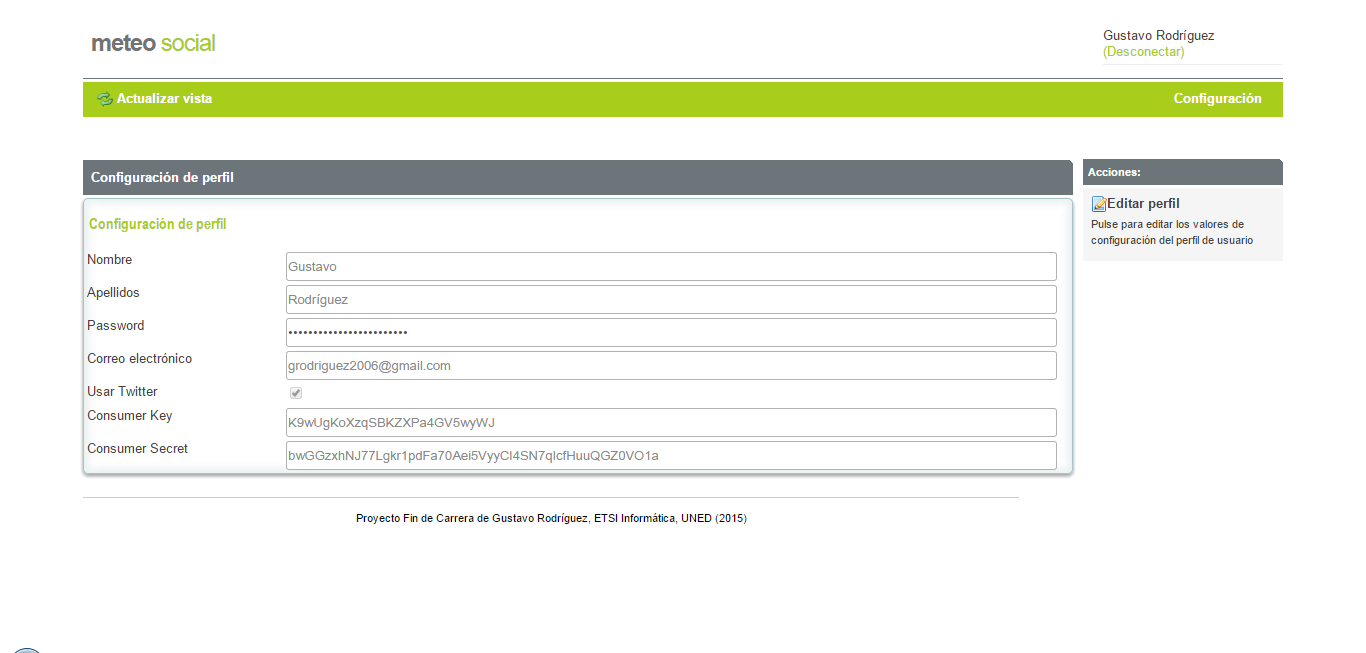 meteo social
Gustavo Rodríguez
(Desconectar)
Actualizar vista
Configuración
Configuración de perfil
Configuración de perfil
Nombre
Gustavo
Apellidos
Rodríguez
Password
••••••••••••••••••••••••
Correo electrónico
grodriguez2006@gmail.com
Usar Twitter
Consumer Key
K9wUgKoXzqSBKZXPa4GV5wyWJ
Consumer Secret
bwGGzxhNJ77Lgkr1pdFa70Aei5VyyCl4SN7qIcfHuuQGZ0VO1a
Acciones:
Editar perfil
Pulse para editar los valores de
configuración del perfil de usuario
Proyecto Fin de Carrera de Gustavo Rodríguez, ETSI Informática, UNED (2015)